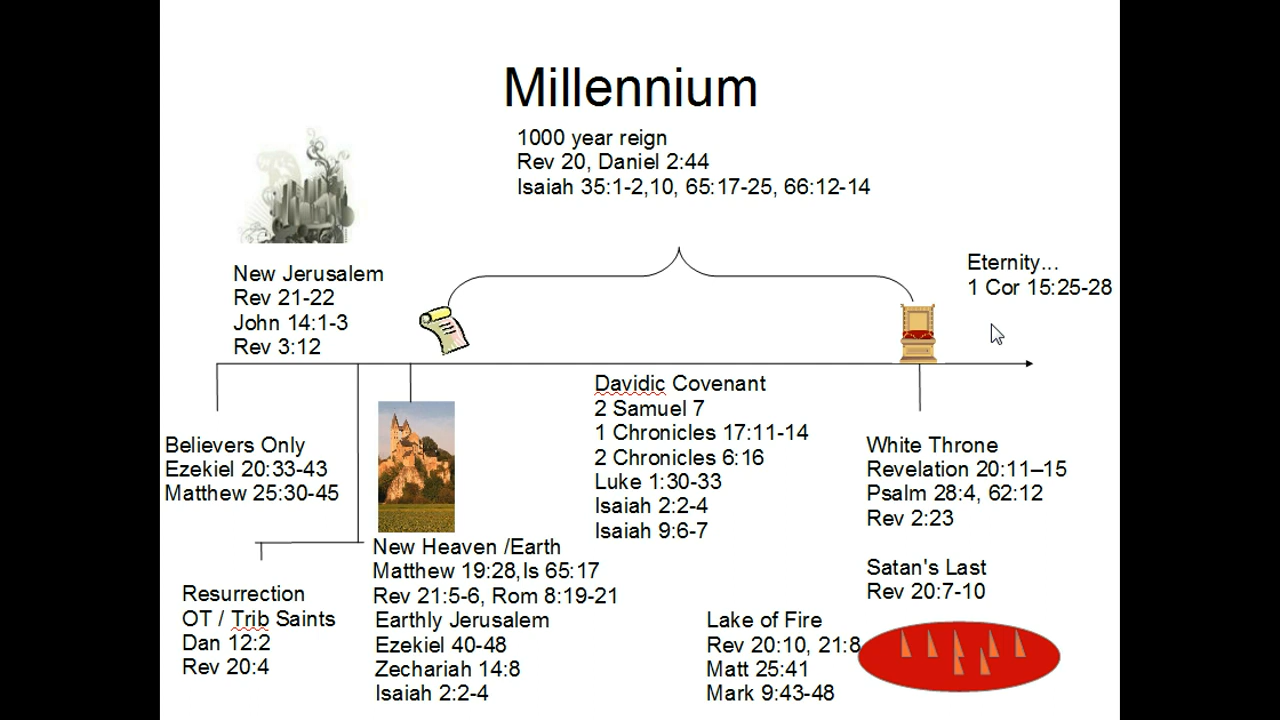 Millennium
1000 year reign
Rev 20, Daniel 2:44
Isaiah 35:1-2,10, 65:17-25, 66:12-14
New Jerusalem
Rev 21-22
John 14:1-3
Rev 3:12
Eternity...
1 Cor 15:25-28
Believers Only
Ezekiel 20:33-43
Matthew 25:30-45
Resurrection
OT / Trib Saints
Dan 12:2
Rev 20:4
New Heaven /Earth
Matthew 19:28,Is 65:17
Rev 21:5-6, Rom 8:19-21
Earthly Jerusalem
Ezekiel 40-48
Zechariah 14:8
Isaiah 2:2-4
Davidic Covenant
2 Samuel 7
1 Chronicles 17:11-14
2 Chronicles 6:16
Luke 1:30-33
Isaiah 2:2-4
Isaiah 9:6-7
Lake of Fire
Rev 20:10, 21:8
Matt 25:41
Mark 9:43-48
White Throne
Revelation 20:11–15
Psalm 28:4, 62:12
Rev 2:23
Satan's Last
Rev 20:7-10